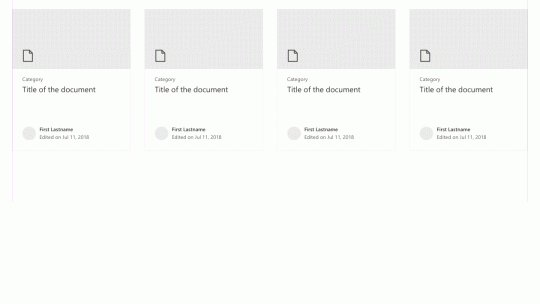 Category
Title of the document
First Lastname
Edited on Jul 11, 2018
Category
Title of the document
First Lastname
Edited on Jul 11, 2018
Category
Title of the document
First Lastname
Edited on Jul 11, 2018
Category
Title of the document
First Lastname
Edited on Jul 11, 2018